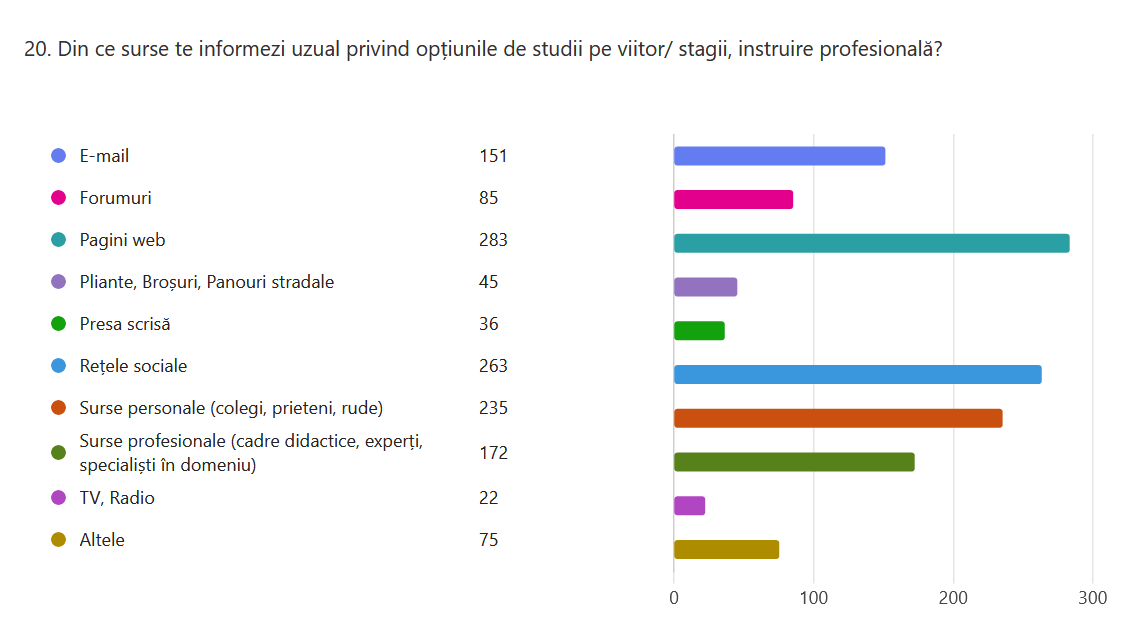 20. Din ce surse te informezi uzual privind opțiunile de studii pe viitor/ stagii, instruire profesională?
E-mail 151
Forumuri 85
Pagini web 283
Pliante, Broșuri, Panouri stradale 45
Presa scrisă 36
Rețele sociale 263
Surse personale (colegi, prieteni, rude) 235
Surse profesionale (cadre didactice, experți,
specialiști în domeniu) 172
TV, Radio 22
Altele 75
0 100 200 300